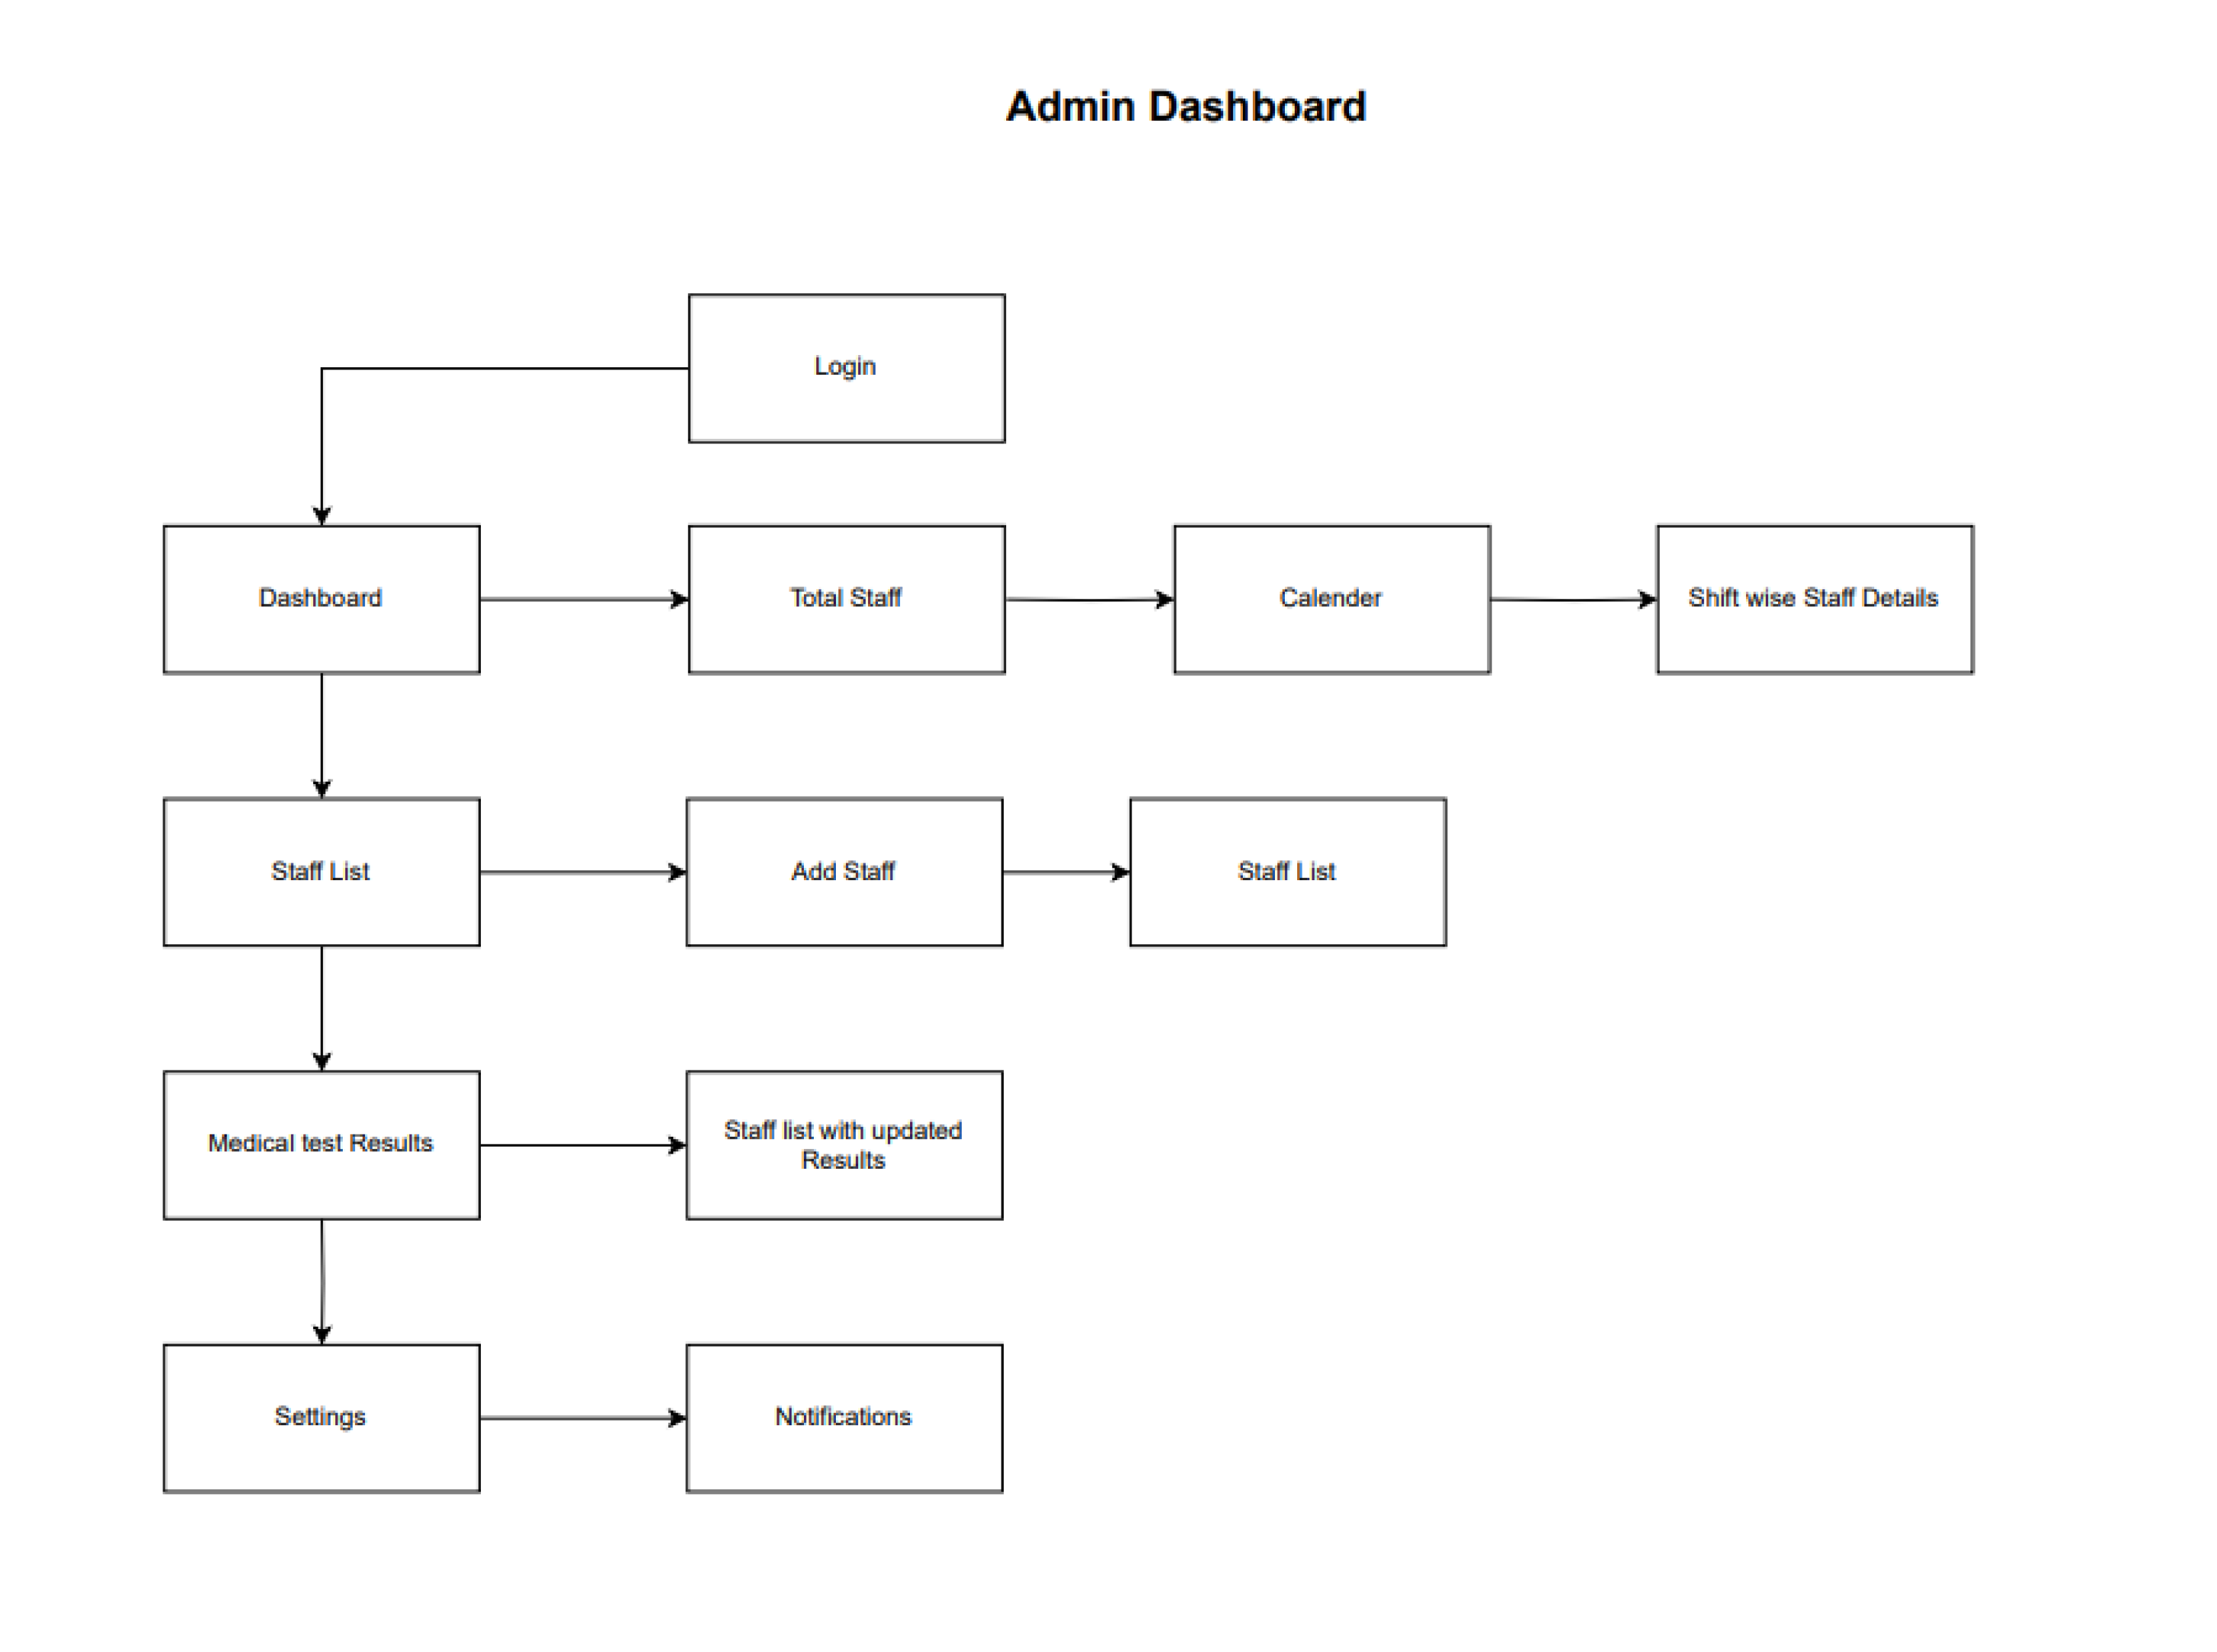 Admin Dashboard
Login
Dashboard
Total Staff
Calender
Shift wise Staff Details
Staff List
Add Staff
Staff List
Medical test Results
Staff list with updated
Results
Settings
Notifications